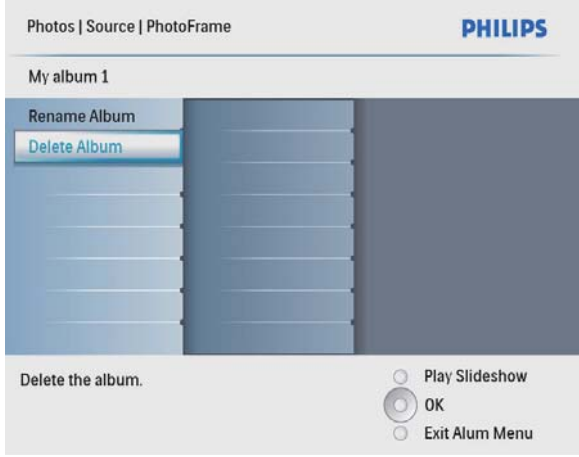 Photos | Source | PhotoFrame
PHILIPS
My album 1
Rename Album
Delete Album
Delete the album.
Play Slideshow
OK
Exit Alum Menu